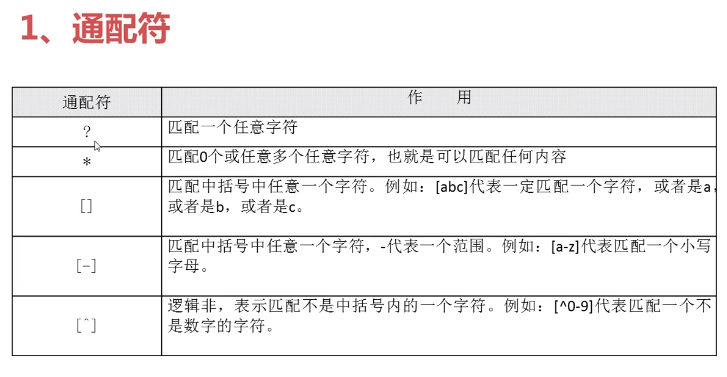 1、通配符
通配符
作 用
?
匹配一个任意字符
*
匹配0个或任意多个任意字符，也就是可以匹配任何内容
[]
匹配中括号中任意一个字符。例如：[abc]代表一定匹配一个字符，或者是a，
或者是b，或者是c。
[-]
匹配中括号中任意一个字符，-代表一个范围。例如：[a-z]代表匹配一个小写
字母。
[^]
逻辑非，表示匹配不是中括号内的一个字符。例如：[^0-9]代表匹配一个不
是数字的字符。